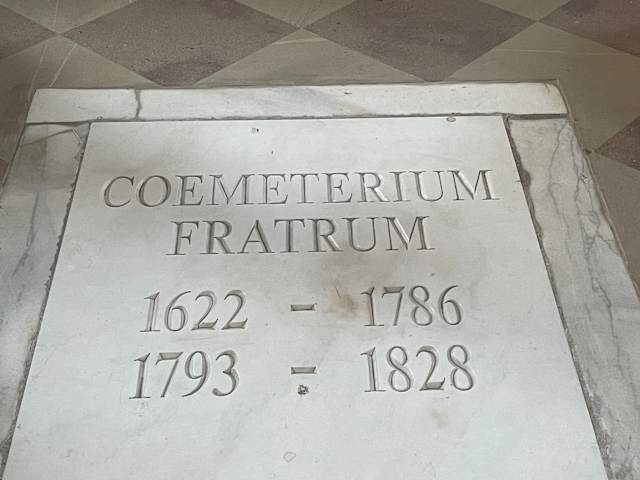 COEMETERIUM
FRATRUM
1622 - 1786
1793 - 1828